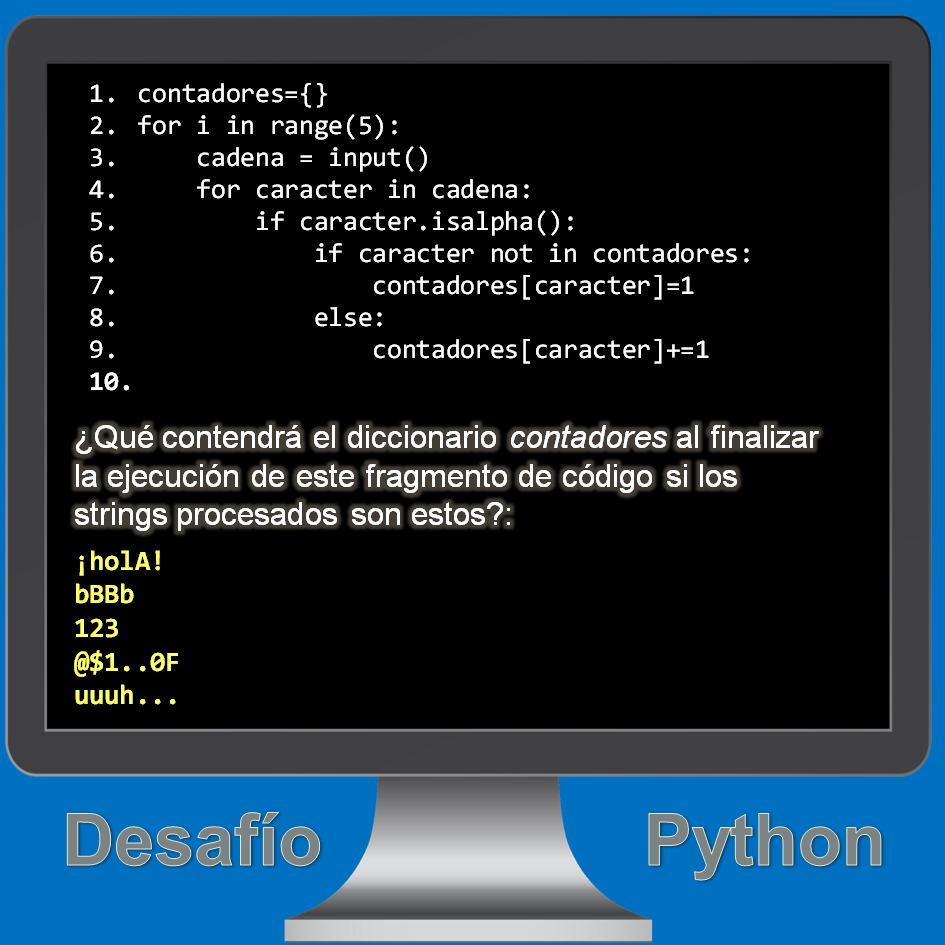 1. contadores={}
2. for i in range(5):
3.     cadena = input()
4.     for caracter in cadena:
5.         if caracter.isalpha():
6.             if caracter not in contadores:
7.                 contadores[caracter]=1
8.             else:
9.                 contadores[caracter]+=1
10.
¿Qué contendrá el diccionario contadores al finalizar
la ejecución de este fragmento de código si los
strings procesados son estos?:
¡holA!
bBBb
123
@$1..0F
uuuh...
Desafío Python